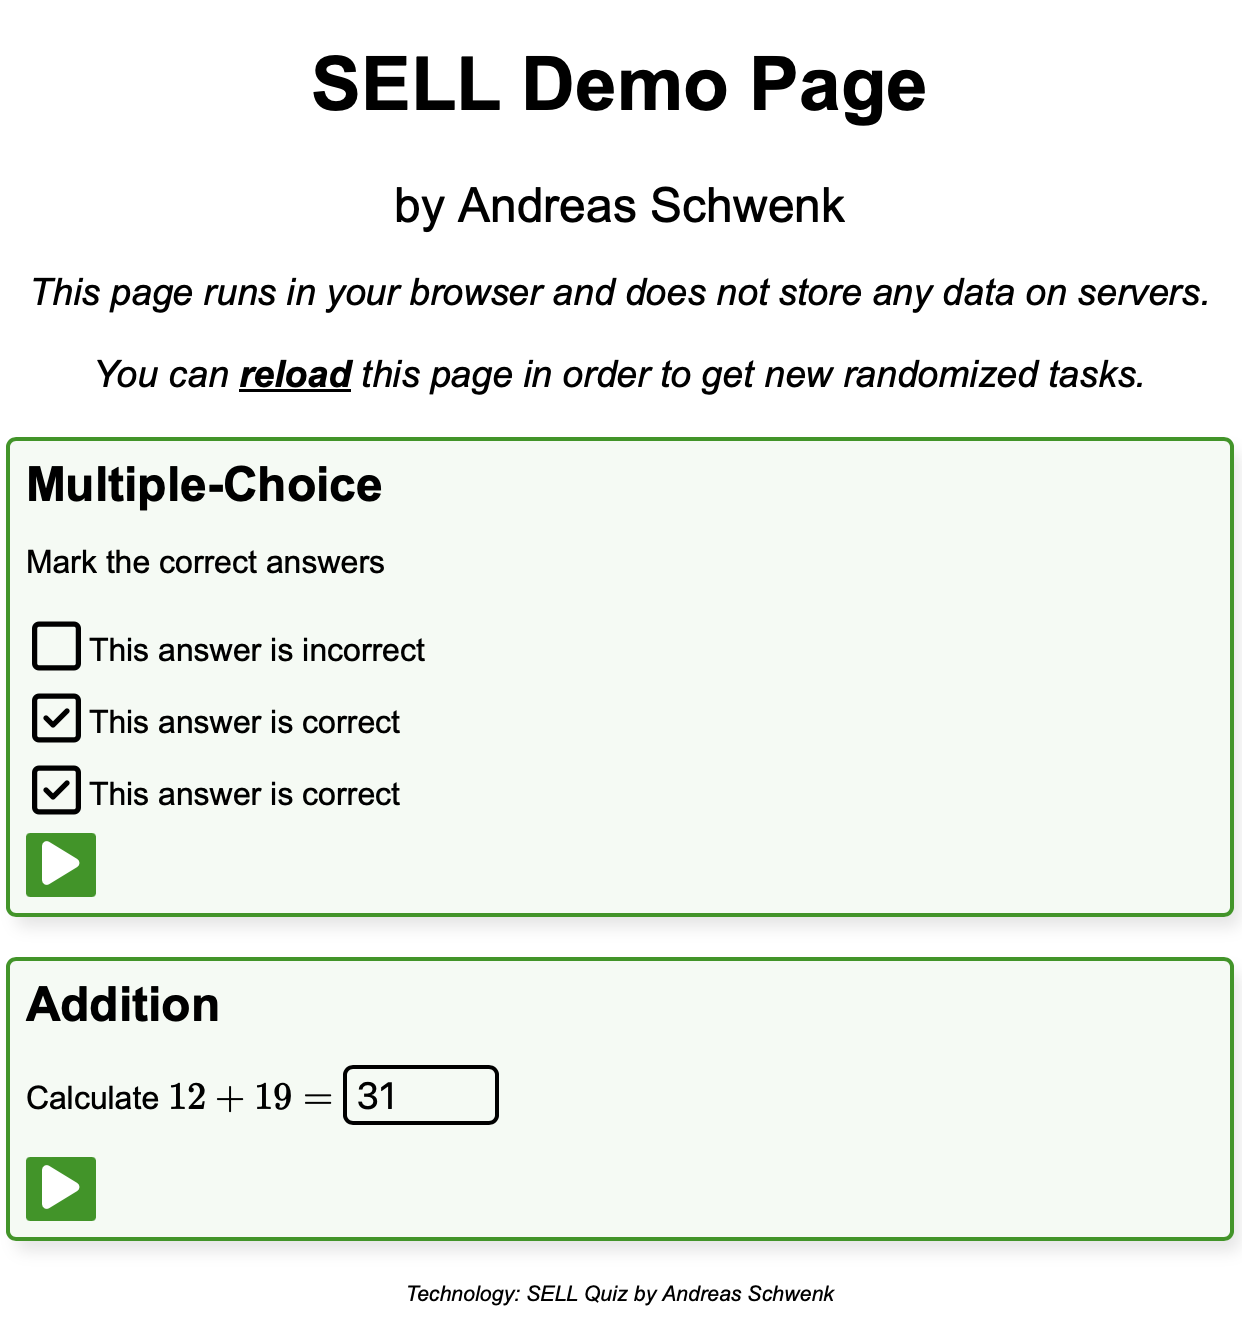 SELL Demo Page
by Andreas Schwenk
This page runs in your browser and does not store any data on servers.
You can reload this page in order to get new randomized tasks.
Multiple-Choice
Mark the correct answers
This answer is incorrect
This answer is correct
This answer is correct
Addition
Calculate 12 + 19 = 31
Technology: SELL Quiz by Andreas Schwenk